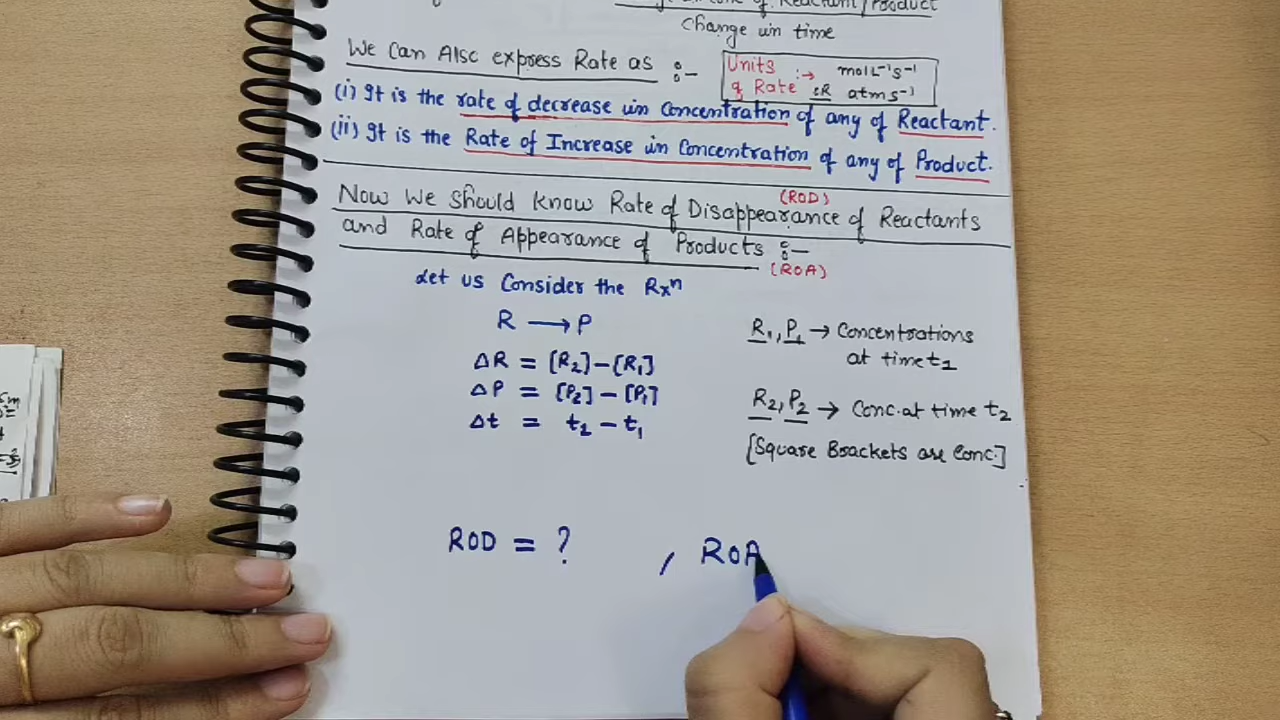 of Reactant/Product
Change in time
We Can Also express Rate as :-
Units of Rate :→ mol L⁻¹s⁻¹ OR atm s⁻¹
(i) It is the rate of decrease in Concentration of any of Reactant.
(ii) It is the Rate of Increase in Concentration of any of Product.
(ROD)
Now We Should know Rate of Disappearance of Reactants
and Rate of Appearance of Products :-
(ROA)
Let us Consider the Rxⁿ
R → P
ΔR = [R₂]-[R₁]
ΔP = [P₂]-[P₁]
Δt = t₂-t₁
R₁, P₁ → Concentrations
at time t₁
R₂, P₂ → Conc. at time t₂
[Square Brackets are Conc.]
ROD = ? , ROA